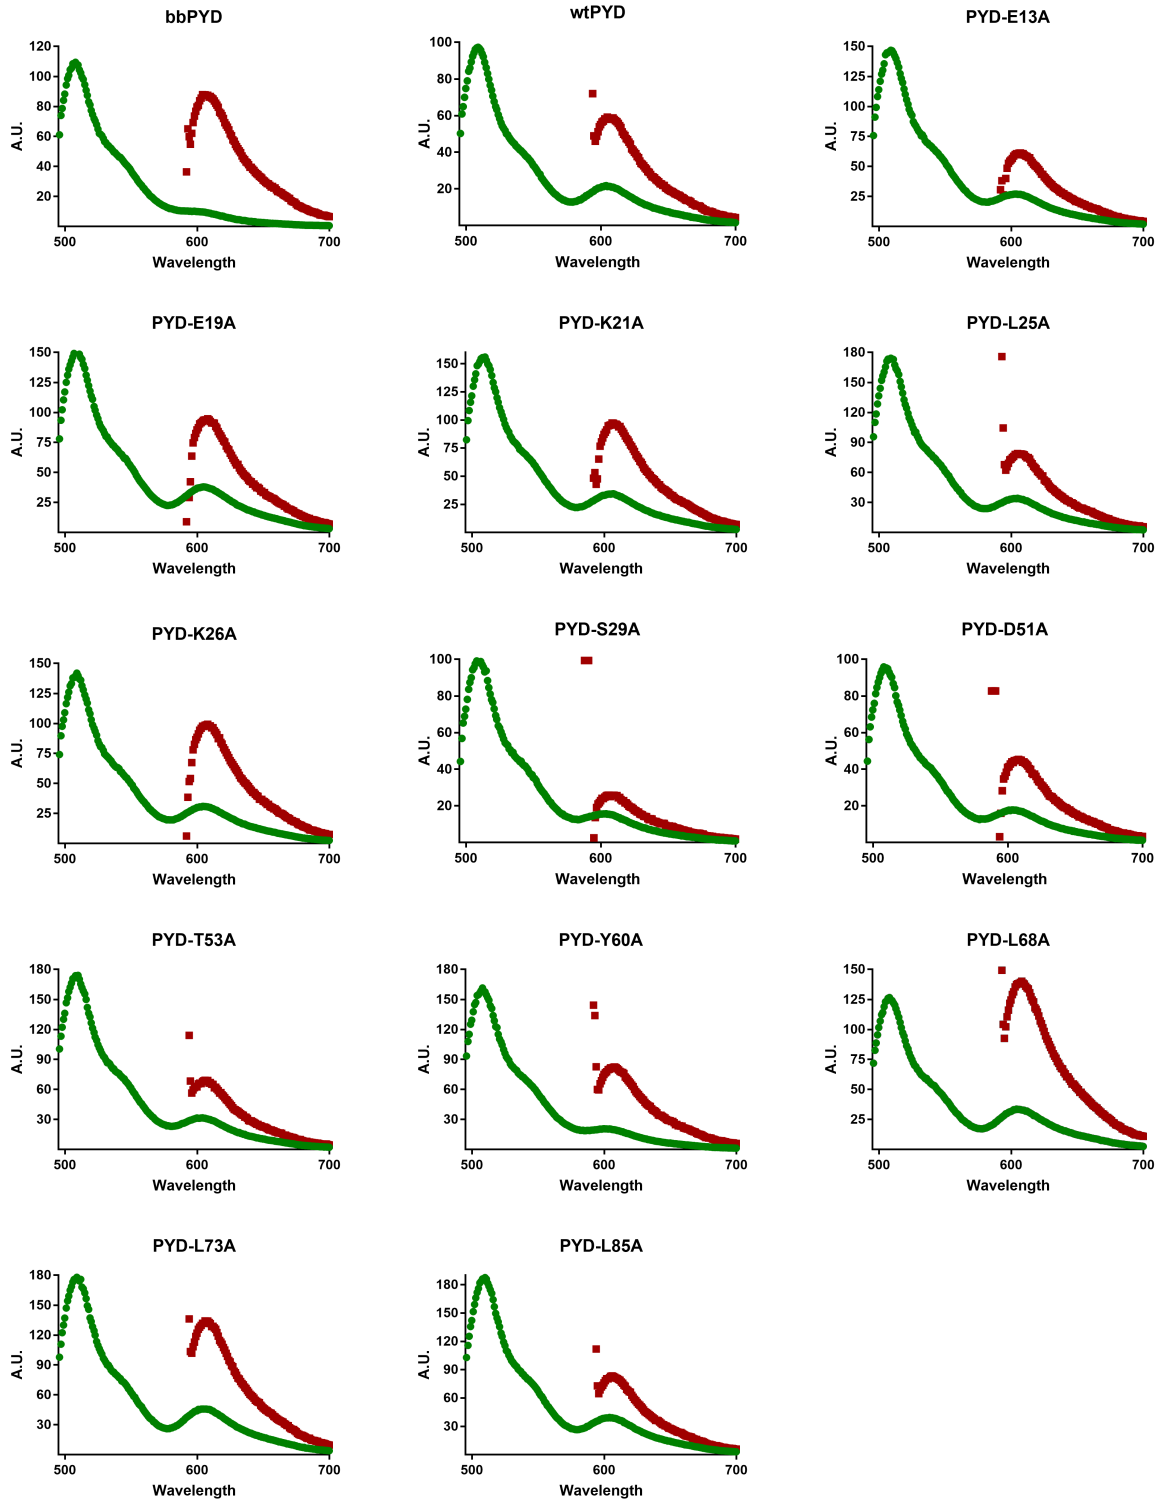 bbPYD
120
100
80
60
40
20
A.U.
500 600 700
Wavelength
wtPYD
100
80
60
40
20
A.U.
500 600 700
Wavelength
PYD-E13A
150
125
100
75
50
25
A.U.
500 600 700
Wavelength
PYD-E19A
150
125
100
75
50
25
A.U.
500 600 700
Wavelength
PYD-K21A
150
125
100
75
50
25
A.U.
500 600 700
Wavelength
PYD-L25A
180
150
120
90
60
30
A.U.
500 600 700
Wavelength
PYD-K26A
150
125
100
75
50
25
A.U.
500 600 700
Wavelength
PYD-S29A
100
80
60
40
20
A.U.
500 600 700
Wavelength
PYD-D51A
100
80
60
40
20
A.U.
500 600 700
Wavelength
PYD-T53A
180
150
120
90
60
30
A.U.
500 600 700
Wavelength
PYD-Y60A
180
150
120
90
60
30
A.U.
500 600 700
Wavelength
PYD-L68A
150
125
100
75
50
25
A.U.
500 600 700
Wavelength
PYD-L73A
180
150
120
90
60
30
A.U.
500 600 700
Wavelength
PYD-L85A
180
150
120
90
60
30
A.U.
500 600 700
Wavelength